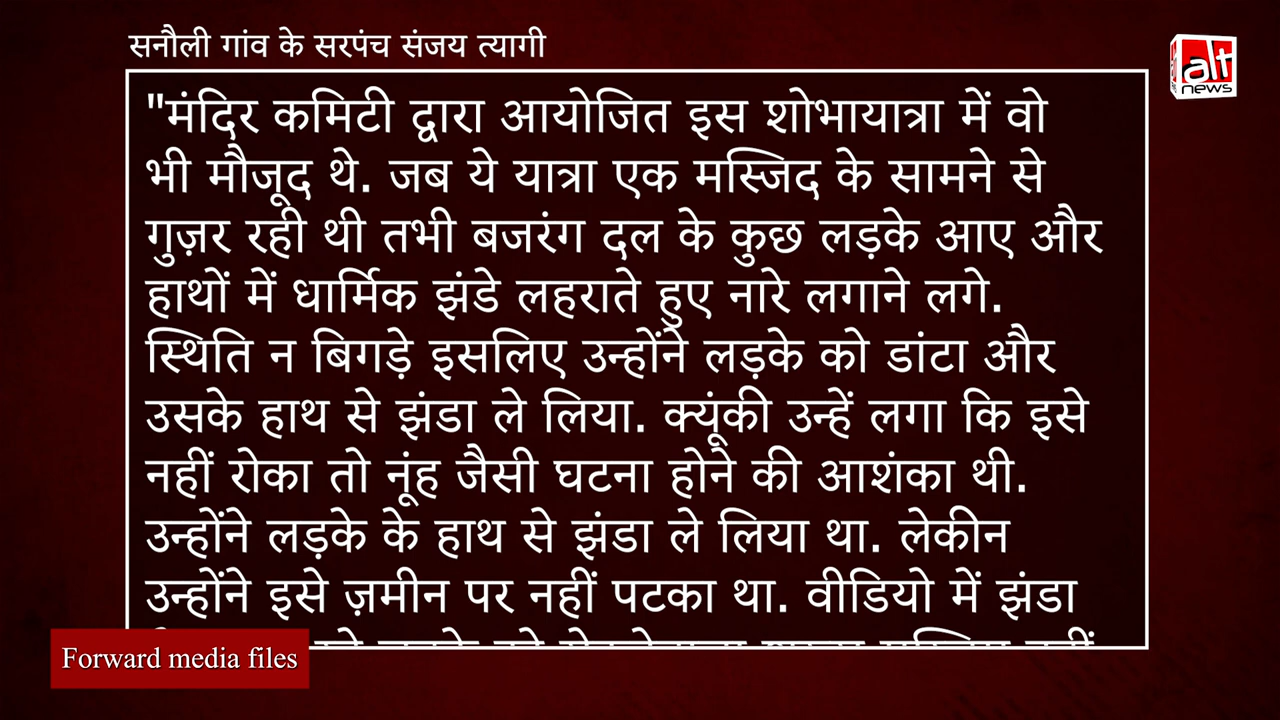 सनौली गांव के सरपंच संजय त्यागी
alt
news
"मंदिर कमिटी द्वारा आयोजित इस शोभायात्रा में वो
भी मौजूद थे. जब ये यात्रा एक मस्जिद के सामने से
गुज़र रही थी तभी बजरंग दल के कुछ लड़के आए और
हाथों में धार्मिक झंडे लहराते हुए नारे लगाने लगे.
स्थिति न बिगड़े इसलिए उन्होंने लड़के को डांटा और
उसके हाथ से झंडा ले लिया. क्यूंकी उन्हें लगा कि इसे
नहीं रोका तो नूंह जैसी घटना होने की आशंका थी.
उन्होंने लड़के के हाथ से झंडा ले लिया था. लेकीन
उन्होंने इसे ज़मीन पर नहीं पटका था. वीडियो में झंडा
Forward media files